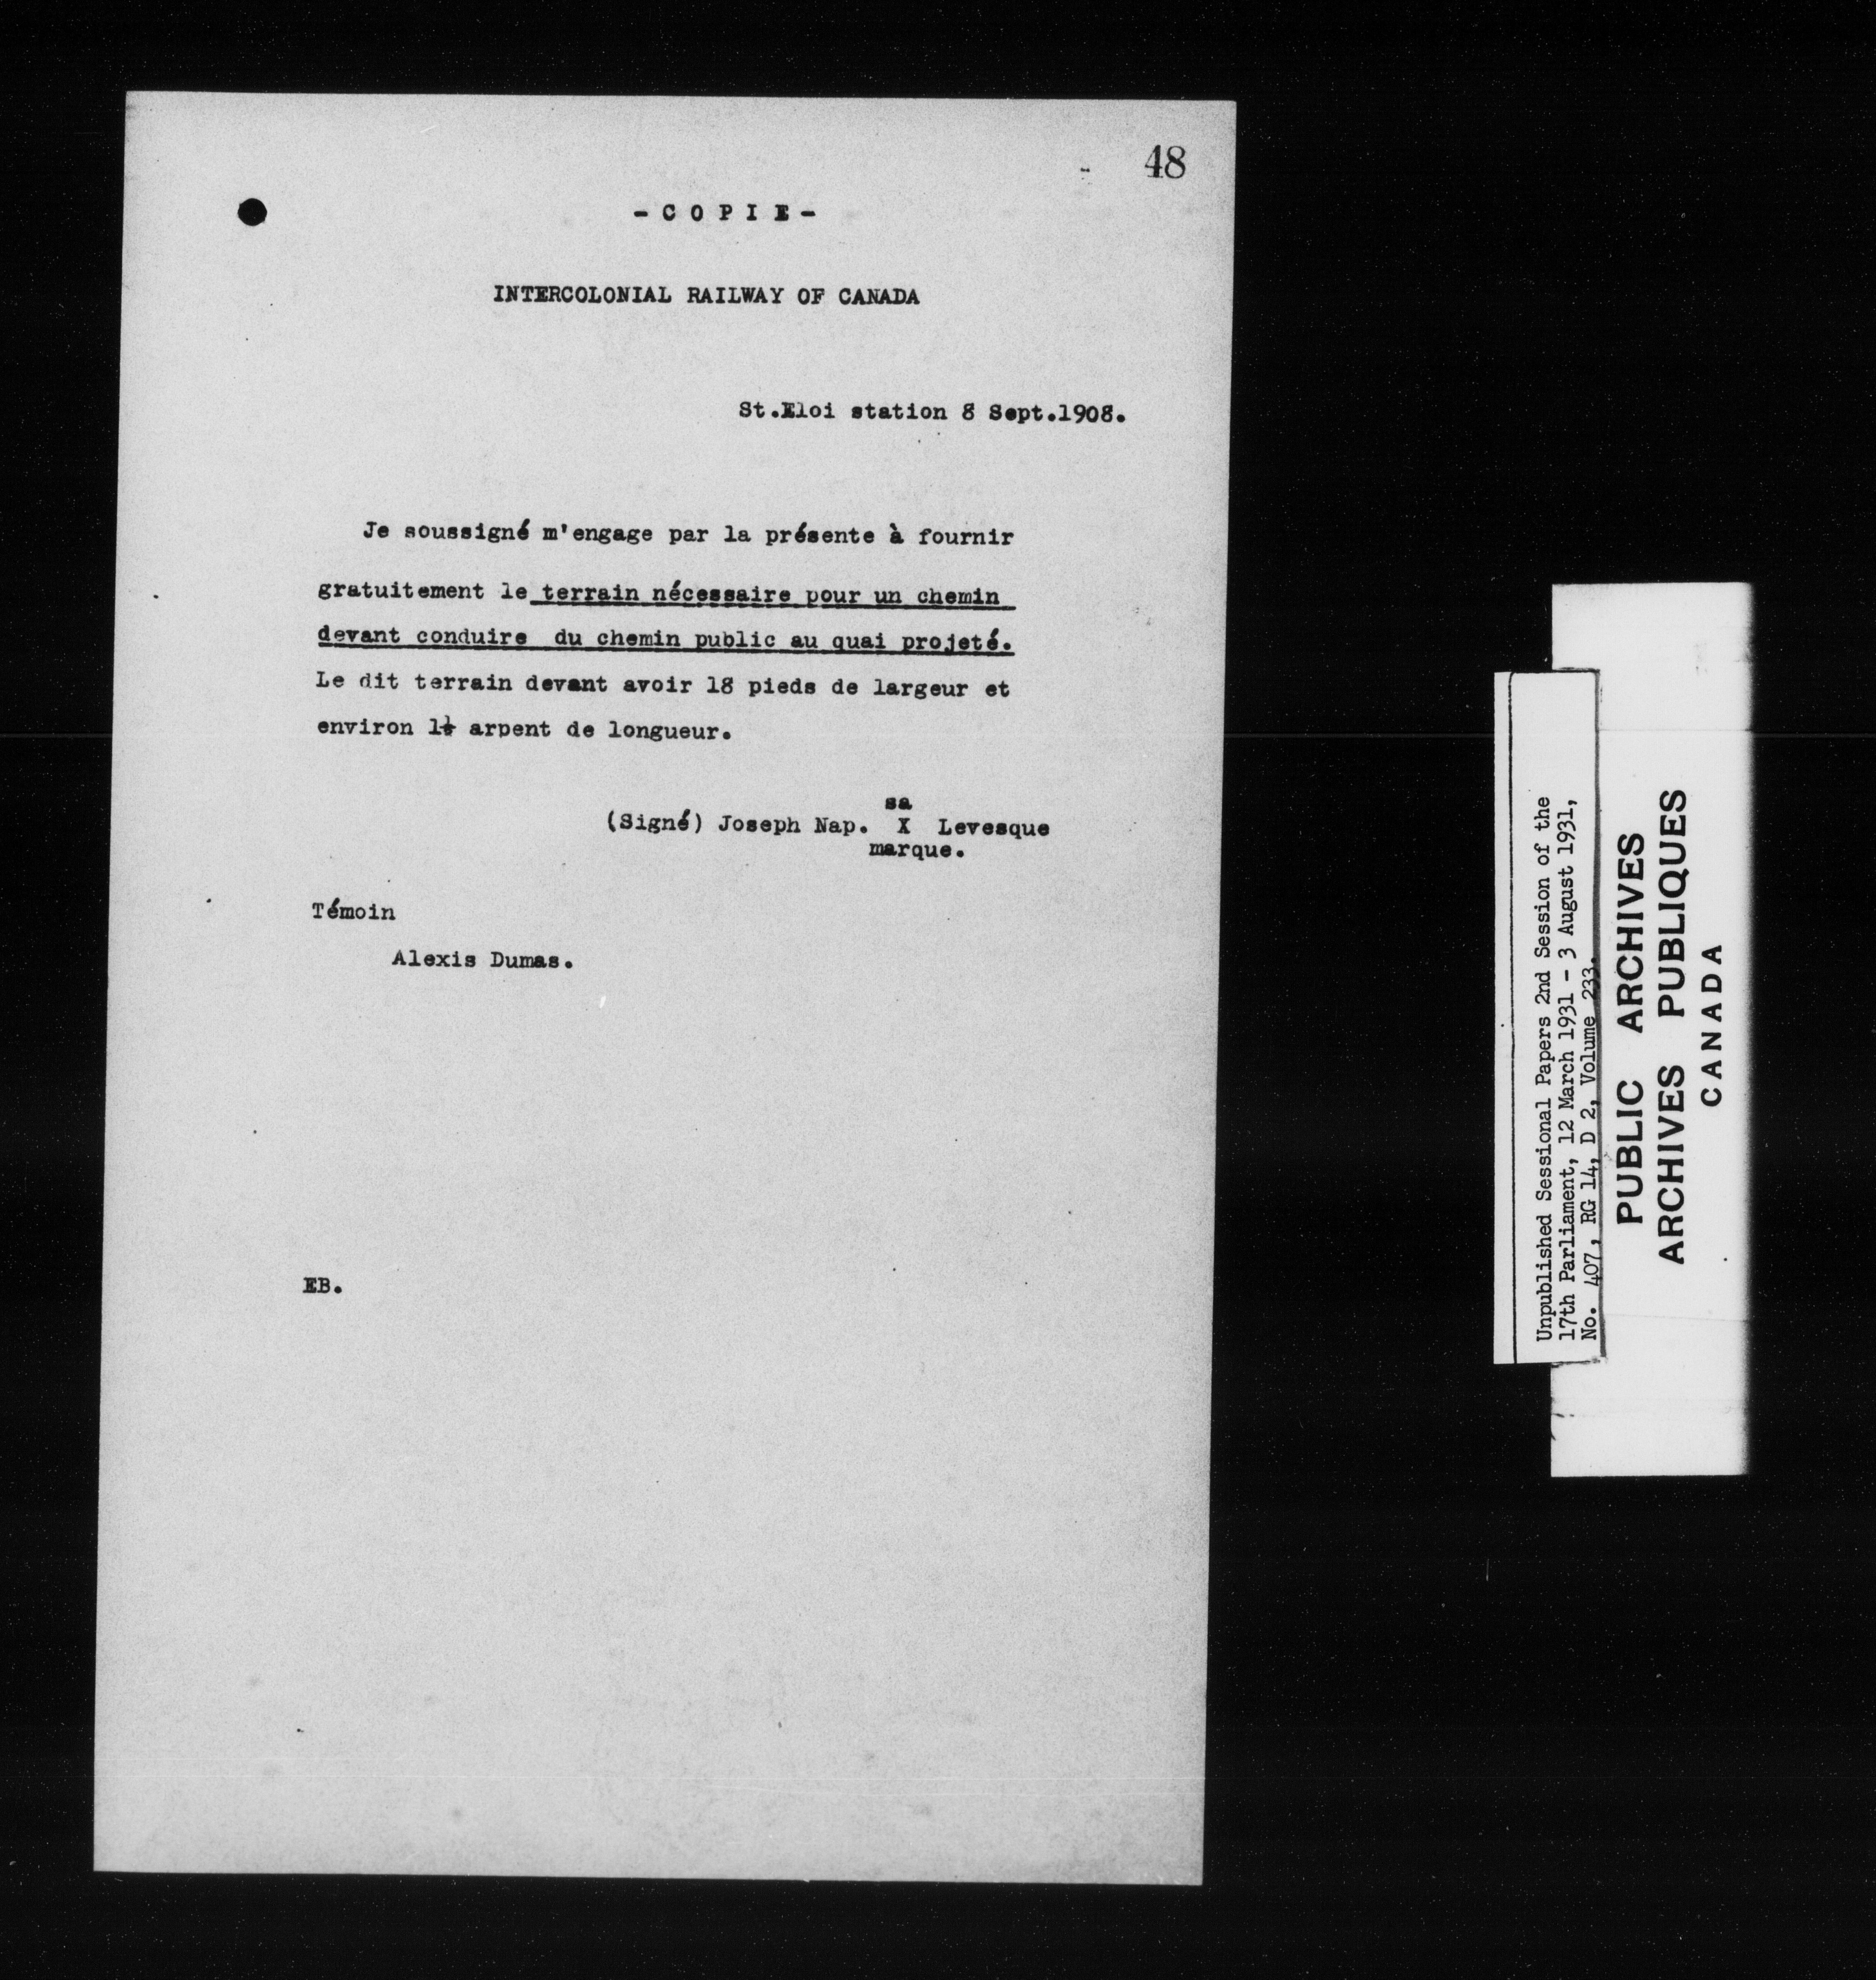 48
- C O P I E -
INTERCOLONIAL RAILWAY OF CANADA
St.Eloi station 8 Sept.1908.
Je soussigné m'engage par la présente à fournir
gratuitement le terrain nécessaire pour un chemin
devant conduire du chemin public au quai projeté.
Le dit terrain devant avoir 18 pieds de largeur et
environ arpent de longueur.
sa
(Signé) Joseph Nap. X Levesque
marque.
Témoin
Alexis Dumas.
EB.
Unpublished Sessional Papers 2nd Session of the
17th Parliament, 12 March 1931 - 3 August 1931,
No. 407, RG 14, D 2, Volume 233.
PUBLIC ARCHIVES
ARCHIVES PUBLIQUES
CANADA